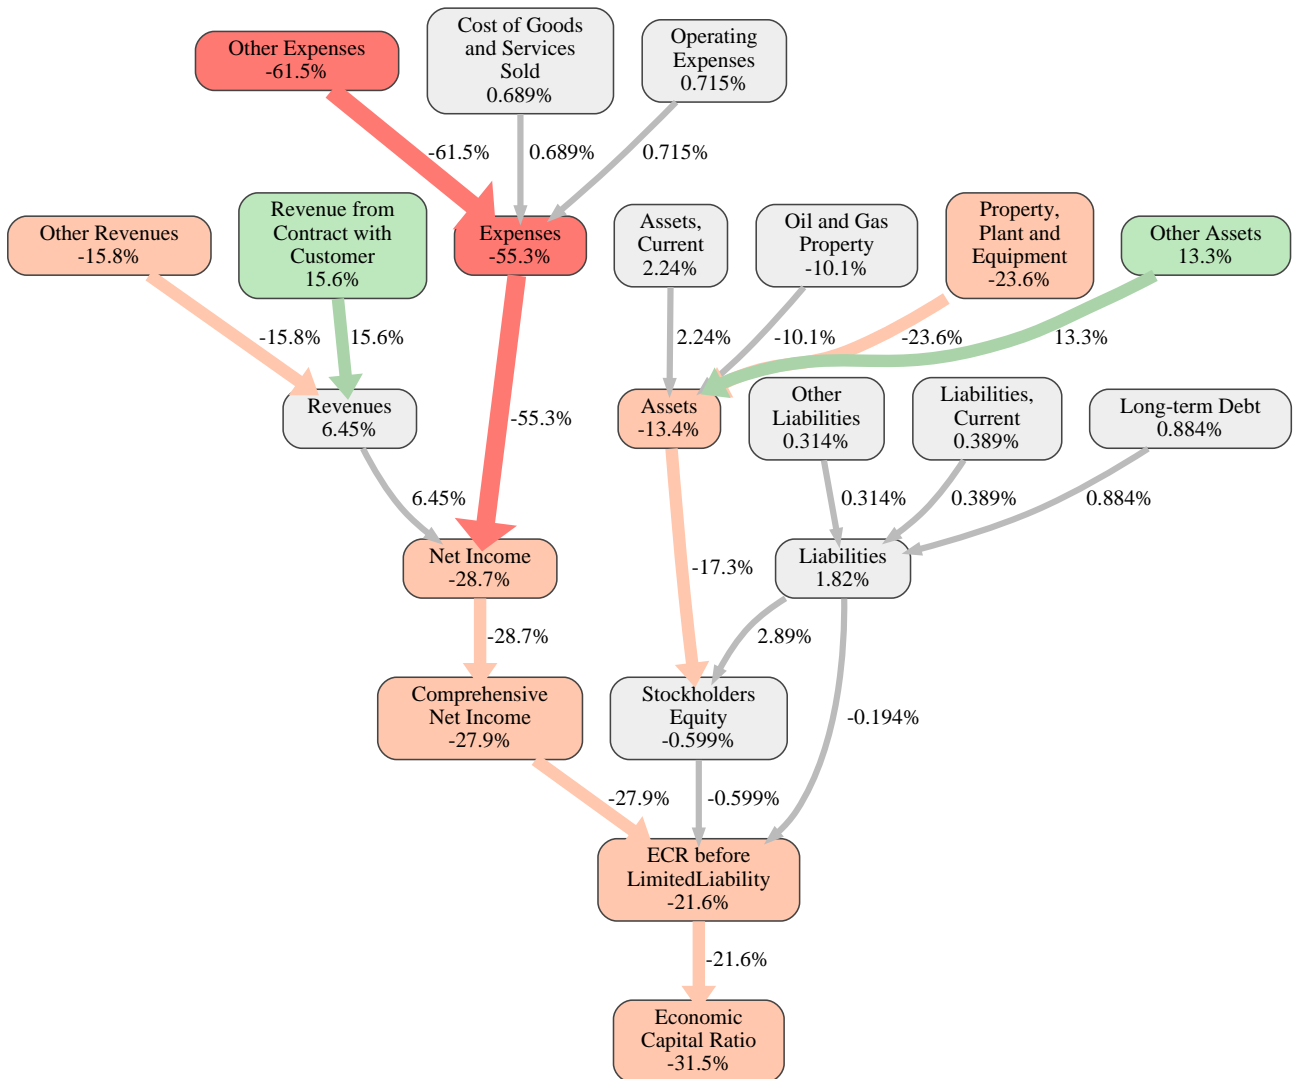 Other Expenses
-61.5%
Cost of Goods
and Services
Sold
0.689%
Operating
Expenses
0.715%
-61.5%
0.689%
0.715%
Other Revenues
-15.8%
Revenue from
Contract with
Customer
15.6%
Expenses
-55.3%
Assets,
Current
2.24%
Oil and Gas
Property
-10.1%
Property,
Plant and
Equipment
-23.6%
Other Assets
13.3%
-15.8%
15.6%
-55.3%
2.24%
-10.1%
-23.6%
13.3%
Revenues
6.45%
Assets
-13.4%
Other
Liabilities
0.314%
Liabilities,
Current
0.389%
Long-term Debt
0.884%
6.45%
-17.3%
0.314%
0.389%
0.884%
Net Income
-28.7%
Liabilities
1.82%
-28.7%
2.89%
-0.194%
Comprehensive
Net Income
-27.9%
Stockholders
Equity
-0.599%
-27.9%
-0.599%
ECR before
LimitedLiability
-21.6%
-21.6%
Economic
Capital Ratio
-31.5%